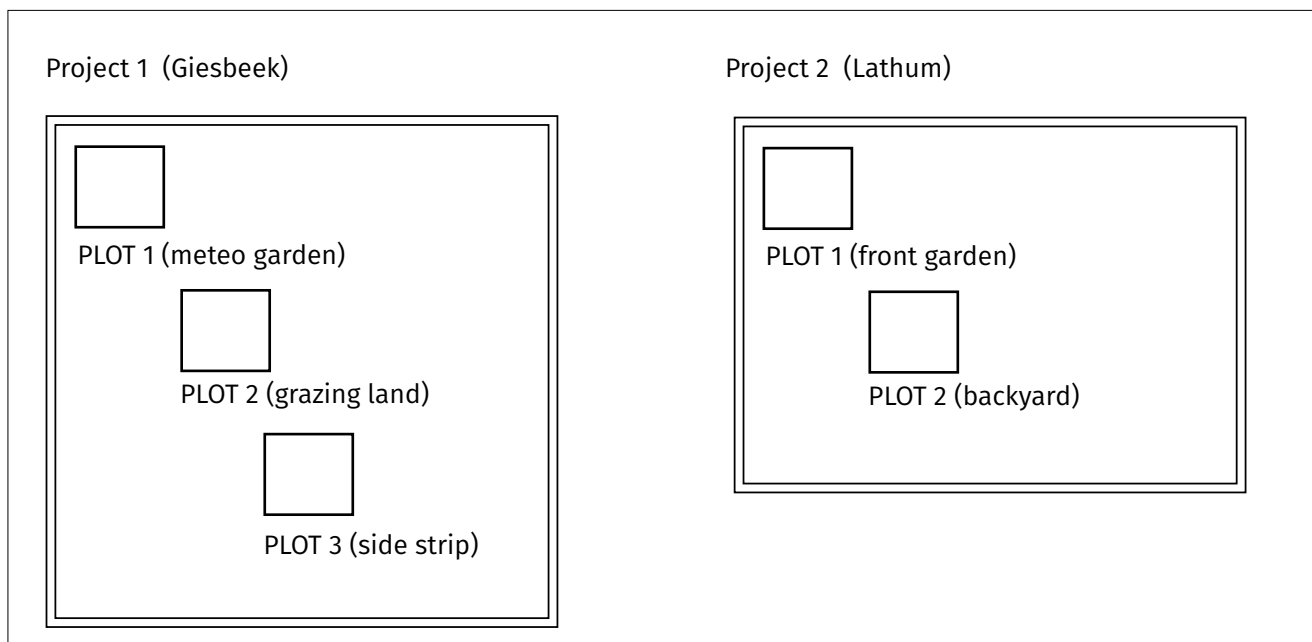 Project 1 (Giesbeek)
PLOT 1 (meteo garden)
PLOT 2 (grazing land)
PLOT 3 (side strip)
Project 2 (Lathum)
PLOT 1 (front garden)
PLOT 2 (backyard)